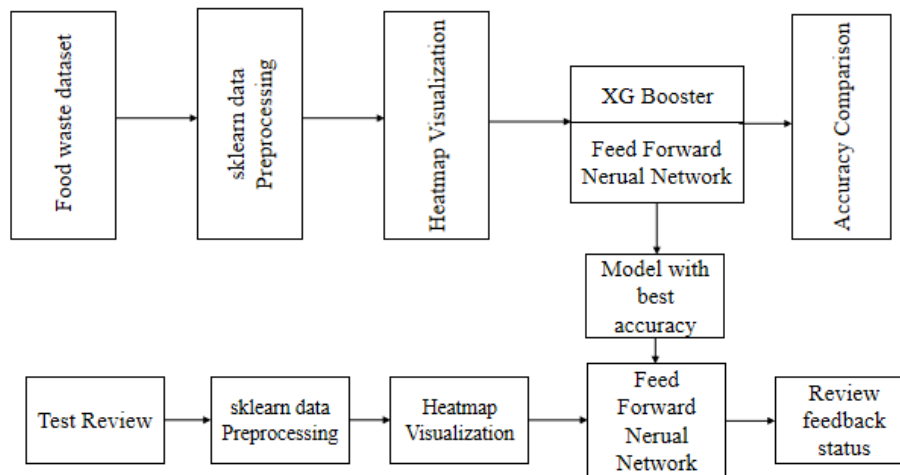 Food waste dataset
sklearn data
Preprocessing
Heatmap Visualization
XG Booster
Feed Forward
Nerual Network
Accuracy Comparison
Model with
best
accuracy
Test Review
sklearn data
Preprocessing
Heatmap
Visualization
Feed
Forward
Nerual
Network
Review
feedback
status